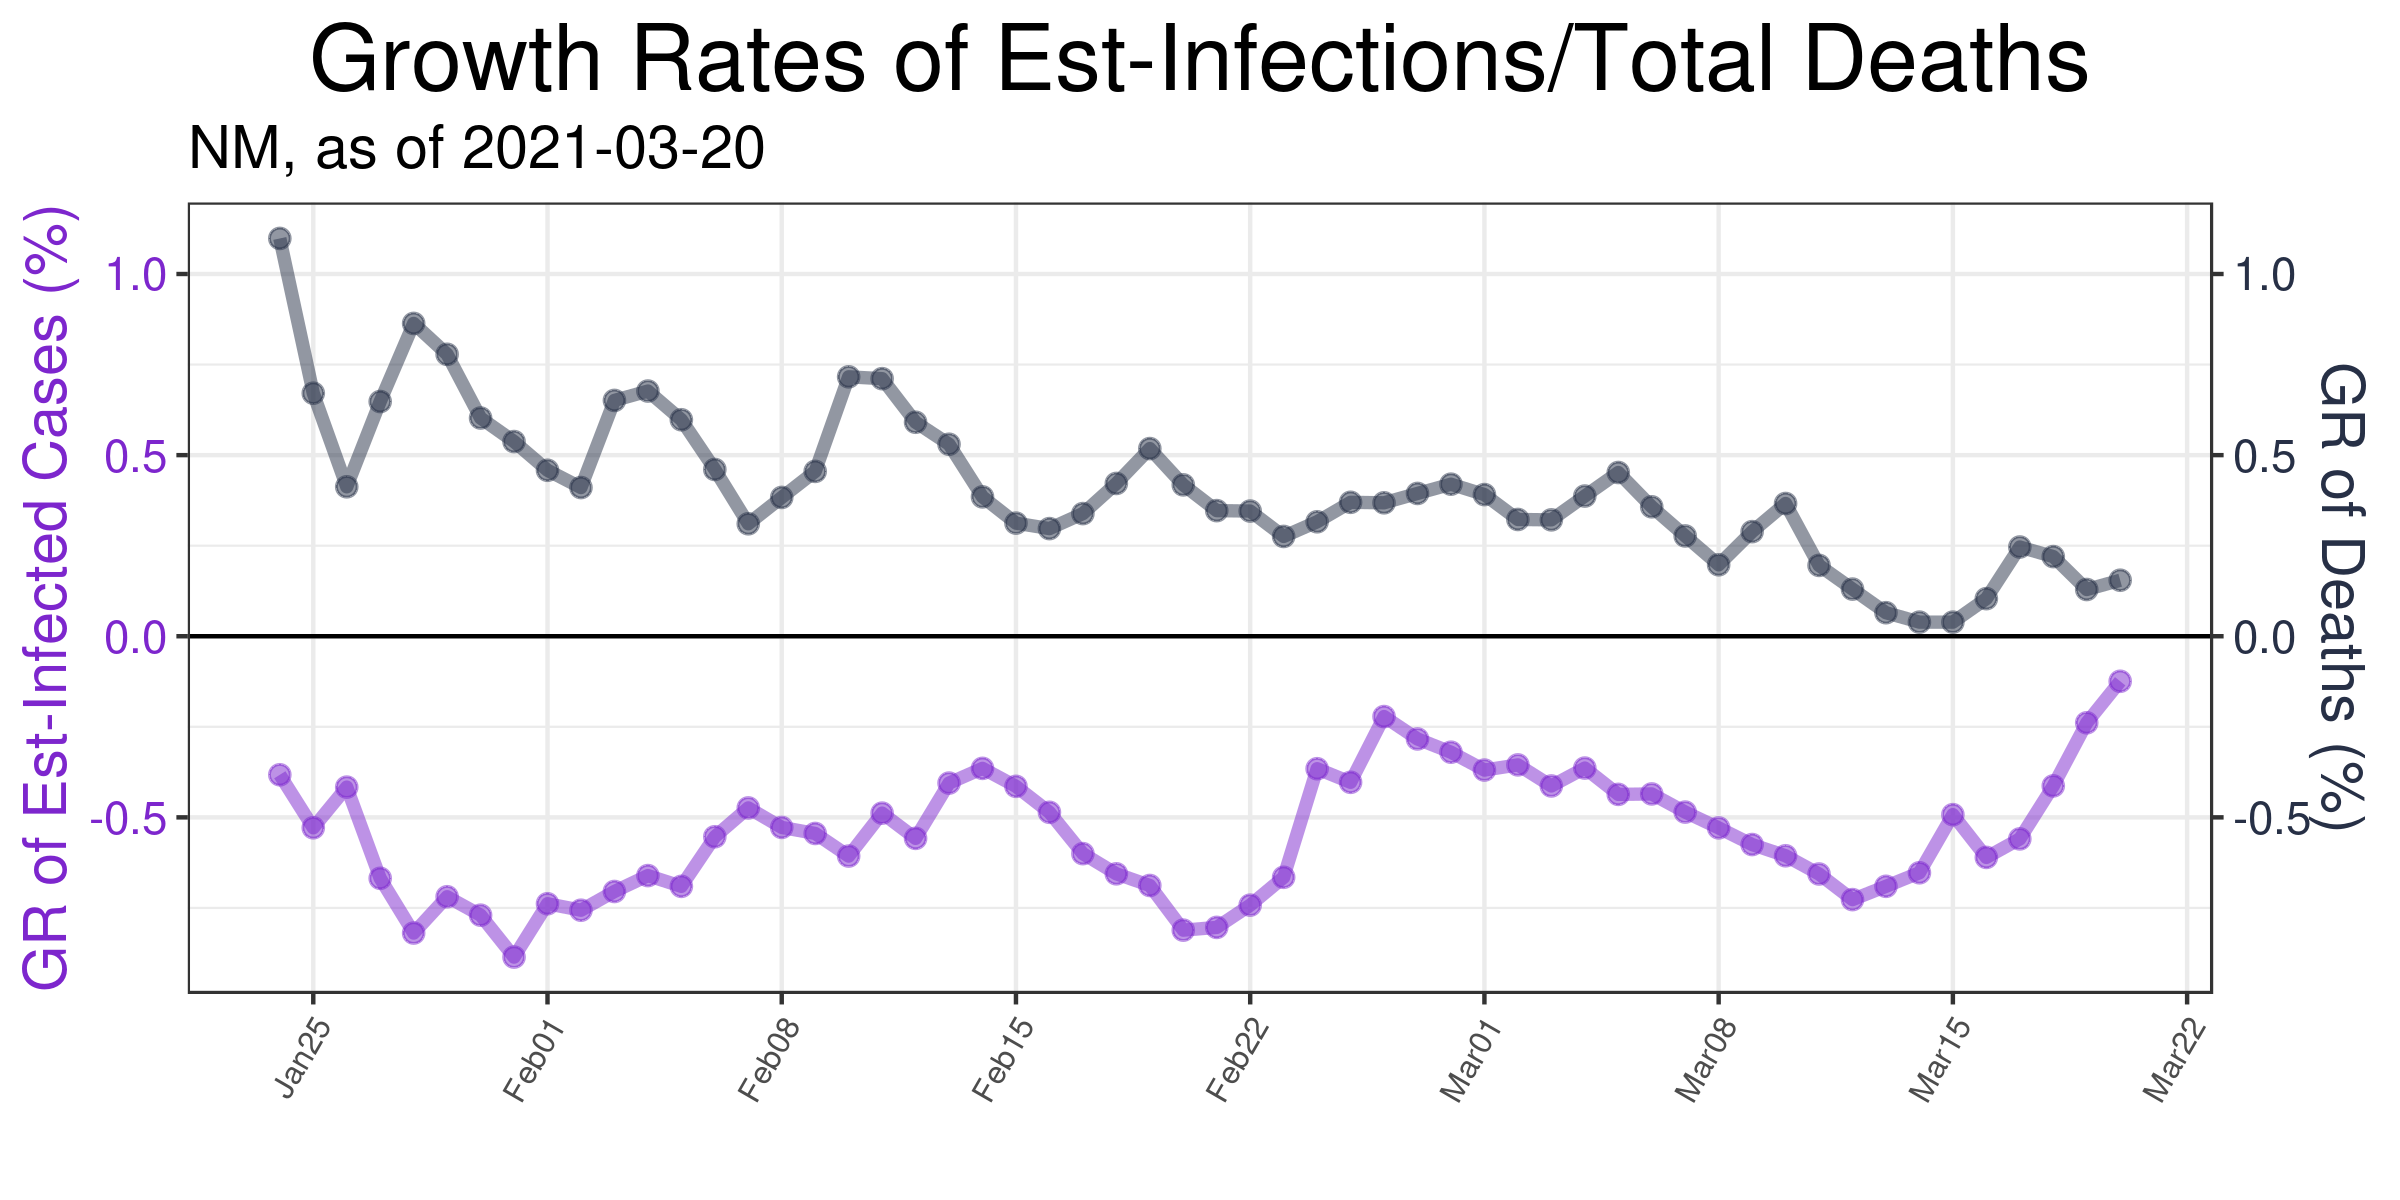 Growth Rates of Est-Infections/Total Deaths
NM, as of 2021-03-20
GR of Est-Infected Cases (%)
1.0
0.5
0.0
-0.5
1.0
0.5
0.0
-0.5
GR of Deaths (%)
Jan25
Feb01
Feb08
Feb15
Feb22
Mar01
Mar08
Mar15
Mar22